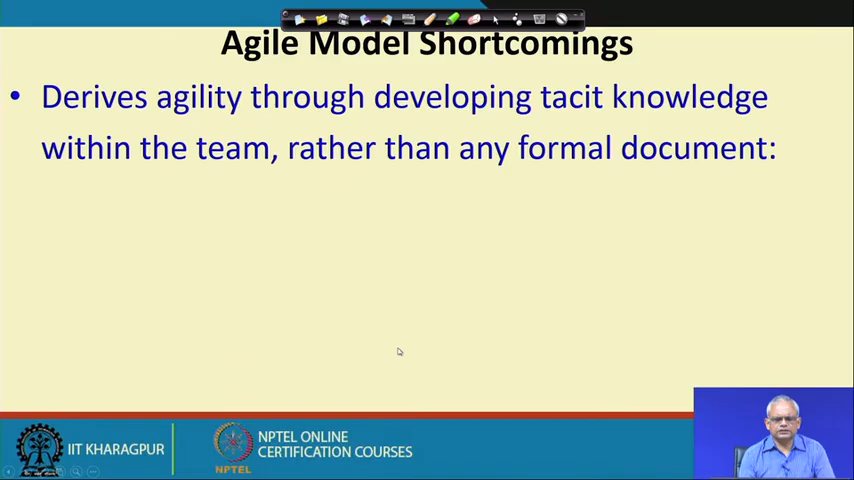 Agile Model Shortcomings
• Derives agility through developing tacit knowledge
within the team, rather than any formal document:
IIT KHARAGPUR
NPTEL
NPTEL ONLINE
CERTIFICATION COURSES